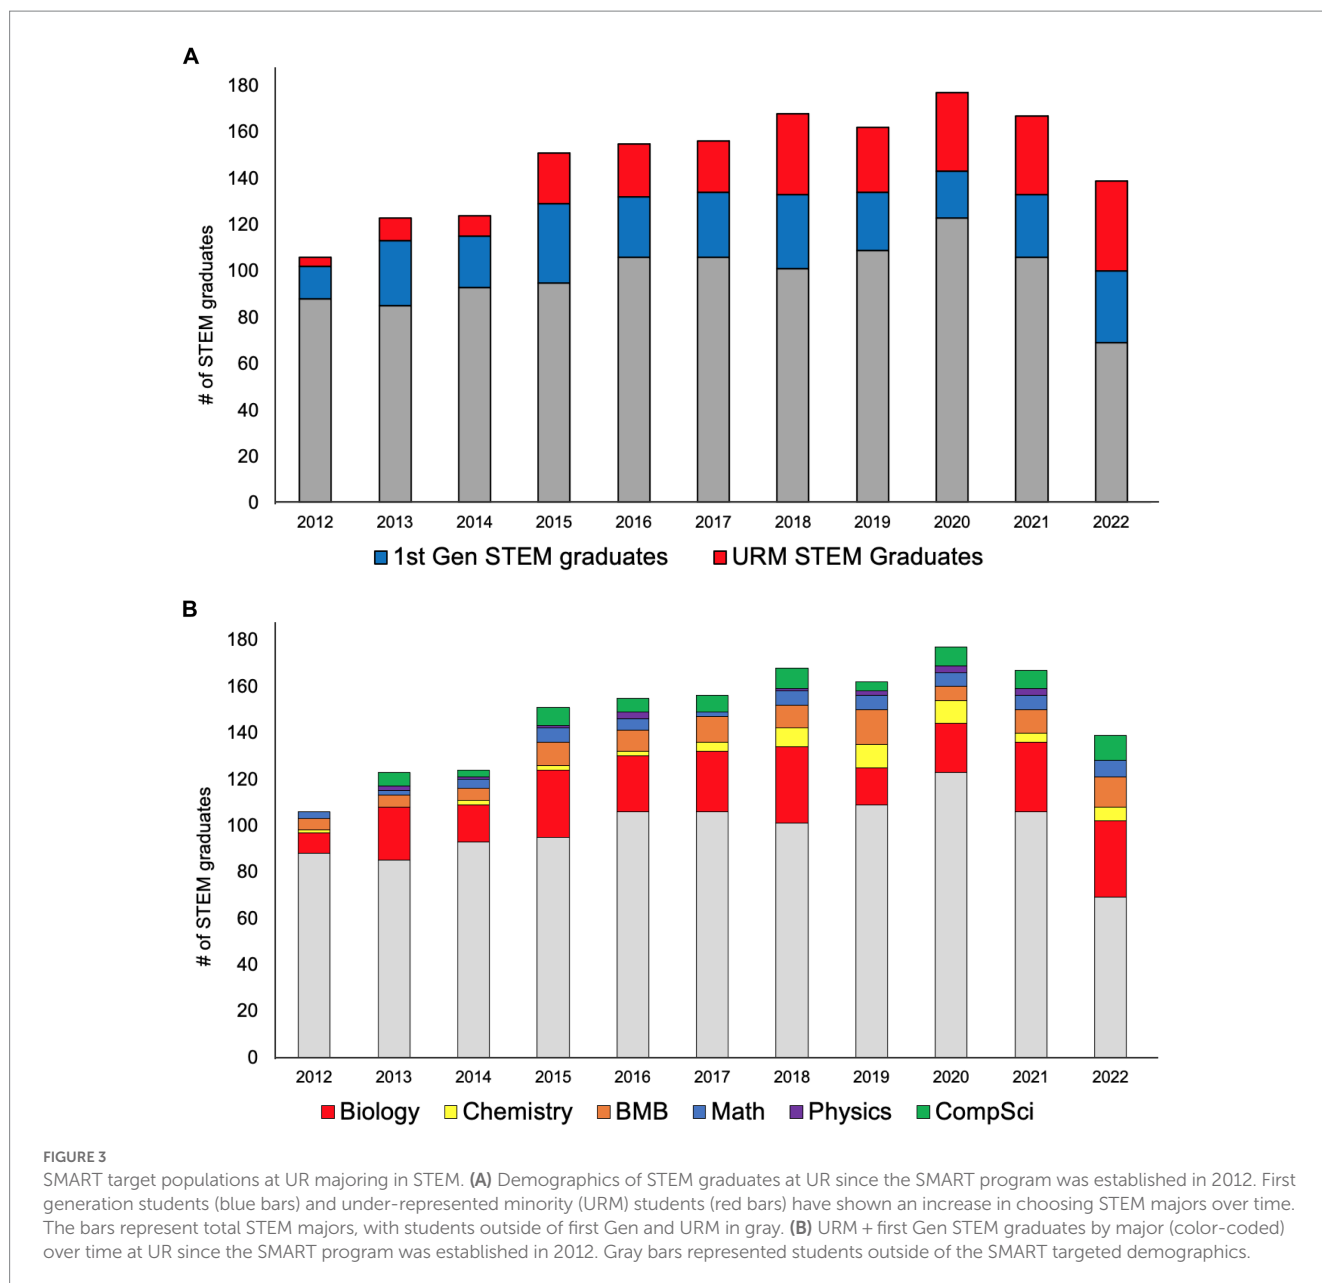 A
180
160
140
120
100
80
60
40
20
0
# of STEM graduates
2012 2013 2014 2015 2016 2017 2018 2019 2020 2021 2022
1st Gen STEM graduates URM STEM Graduates
B
180
160
140
120
100
80
60
40
20
0
# of STEM graduates
2012 2013 2014 2015 2016 2017 2018 2019 2020 2021 2022
Biology Chemistry BMB Math Physics CompSci
FIGURE 3
SMART target populations at UR majoring in STEM. (A) Demographics of STEM graduates at UR since the SMART program was established in 2012. First
generation students (blue bars) and under-represented minority (URM) students (red bars) have shown an increase in choosing STEM majors over time.
The bars represent total STEM majors, with students outside of first Gen and URM in gray. (B) URM + first Gen STEM graduates by major (color-coded)
over time at UR since the SMART program was established in 2012. Gray bars represented students outside of the SMART targeted demographics.